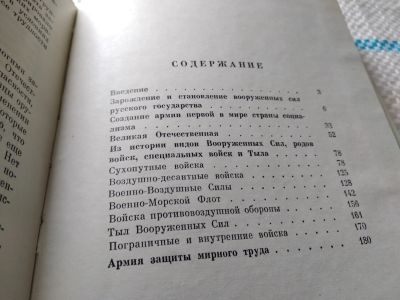 СОДЕРЖАНИЕ
Введение . . . . . . . . . . . . . 3
Зарождение и становление вооруженных сил
русского государства . . . . . . . . . 6
Создание армии первой в мире страны социа-
лизма . . . . . . . . . . . . . . 33
Великая Отечественная . . . . . . . . 52
Из истории видов Вооруженных Сил, родов
войск, специальных войск и Тыла . . . . . 78
Сухопутные войска . . . . . . . . . . 78
Воздушно-десантные войска . . . . . . . 125
Военно-Воздушные Силы . . . . . . . . 128
Военно-Морской Флот . . . . . . . . . 142
Войска противовоздушной обороны . . . . . 156
Тыл Вооруженных Сил . . . . . . . . . 161
Пограничные и внутренние войска . . . . . 170
Армия защиты мирного труда . . . . . . . 180